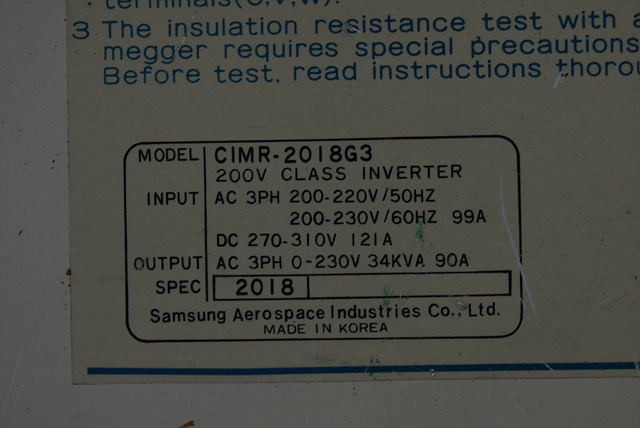 terminals(U,V,W).
3 The insulation resistance test with a
megger requires special precautions
Before test, read instructions
MODEL CIMR-2018G3
200V CLASS INVERTER
INPUT AC 3PH 200-220V/50HZ
200-230V/60HZ 99A
DC 270-310V 121A
OUTPUT AC 3PH 0-230V 34KVA 90A
SPEC 2018
Samsung Aerospace Industries Co., Ltd.
MADE IN KOREA